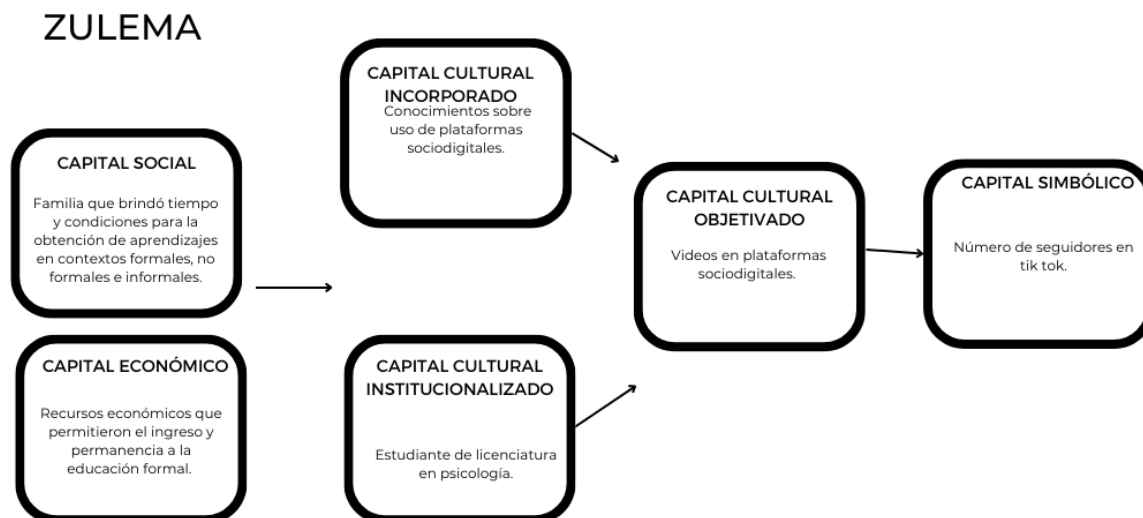 ZULEMA
CAPITAL SOCIAL
Familia que brindó tiempo
y condiciones para la
obtención de aprendizajes
en contextos formales, no
formales e informales.
CAPITAL ECONÓMICO
Recursos económicos que
permitieron el ingreso y
permanencia a la
educación formal.
CAPITAL CULTURAL
INCORPORADO
Conocimientos sobre
uso de plataformas
sociodigitales.
CAPITAL CULTURAL
INSTITUCIONALIZADO
Estudiante de licenciatura
en psicología.
CAPITAL CULTURAL
OBJETIVADO
Videos en plataformas
sociodigitales.
CAPITAL SIMBÓLICO
Número de seguidores en
tik tok.